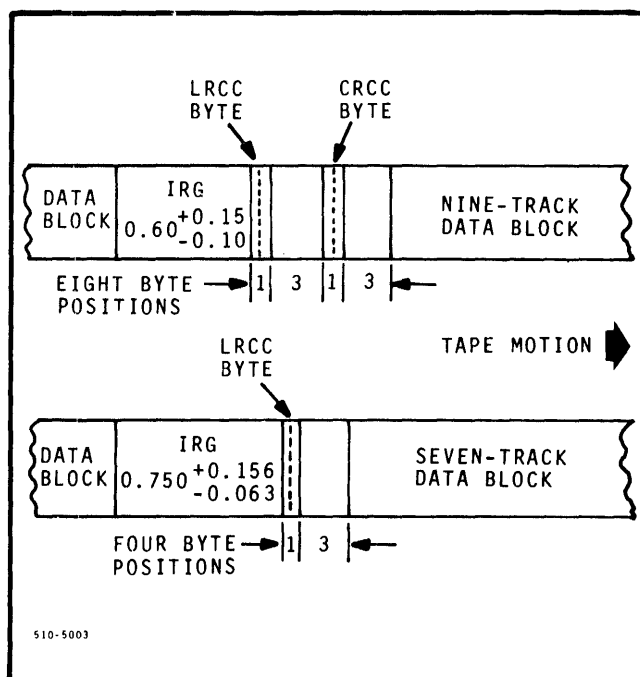 LRCC
BYTE
CRCC
BYTE
DATA
BLOCK
IRG
0.60 +0.15
-0.10
NINE-TRACK
DATA BLOCK
EIGHT BYTE
POSITIONS
1 3 1 3
LRCC
BYTE
TAPE MOTION
DATA
BLOCK
IRG
0.750 +0.156
-0.063
SEVEN-TRACK
DATA BLOCK
FOUR BYTE
POSITIONS
1 3
510-5003